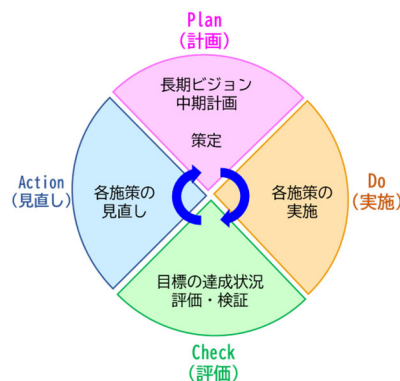 Plan
（計画）
長期ビジョン
中期計画
策定
Action
（見直し）
各施策の
見直し
各施策の
実施
Do
（実施）
目標の達成状況
評価・検証
Check
（評価）